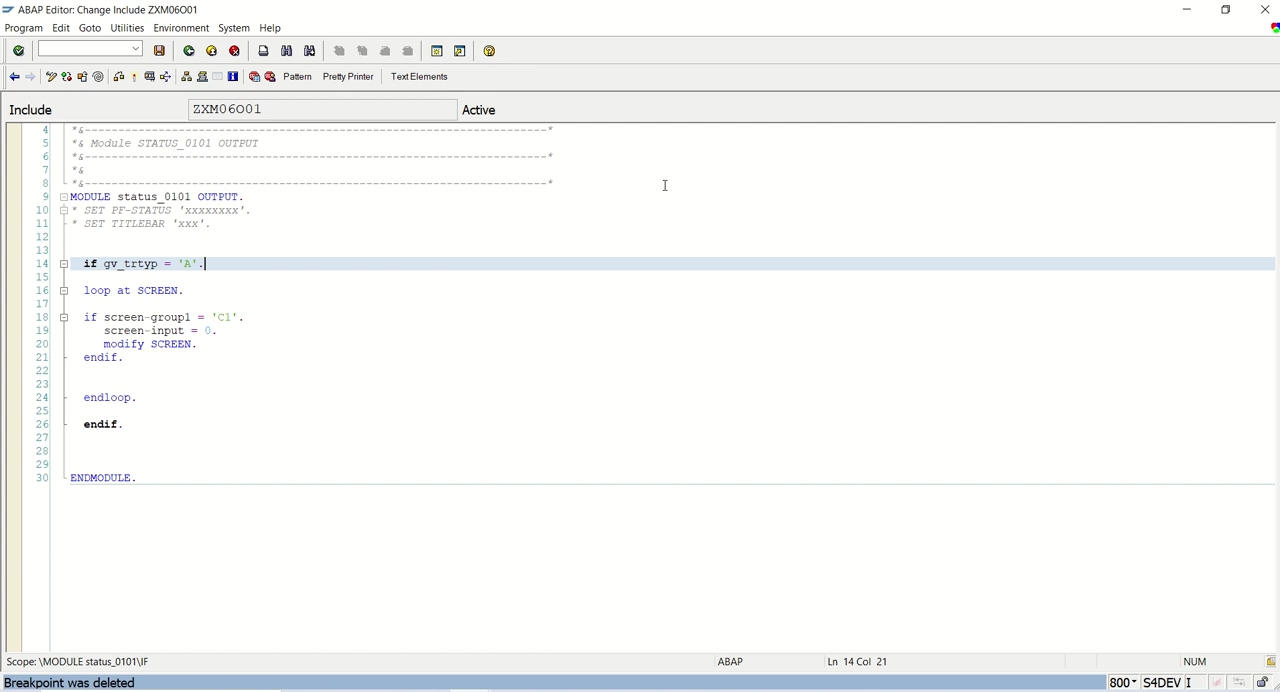 ABAP Editor: Change Include ZXM06O01
Program Edit Goto Utilities Environment System Help
Pattern Pretty Printer Text Elements
Include ZXM06O01 Active
4 *&---------------------------------------------------------------------*
5 *& Module STATUS_0101 OUTPUT
6 *&---------------------------------------------------------------------*
7 *&
8 *&---------------------------------------------------------------------*
9 MODULE status_0101 OUTPUT.
10 * SET PF-STATUS 'xxxxxxxx'.
11 * SET TITLEBAR 'xxx'.
12
13
14 if gv_trtyp = 'A'.
15
16 loop at SCREEN.
17
18 if screen-group1 = 'C1'.
19 screen-input = 0.
20 modify SCREEN.
21 endif.
22
23
24 endloop.
25
26 endif.
27
28
29
30 ENDMODULE.
Scope: \MODULE status_0101\IF ABAP Ln 14 Col 21 NUM
Breakpoint was deleted 800 S4DEV I